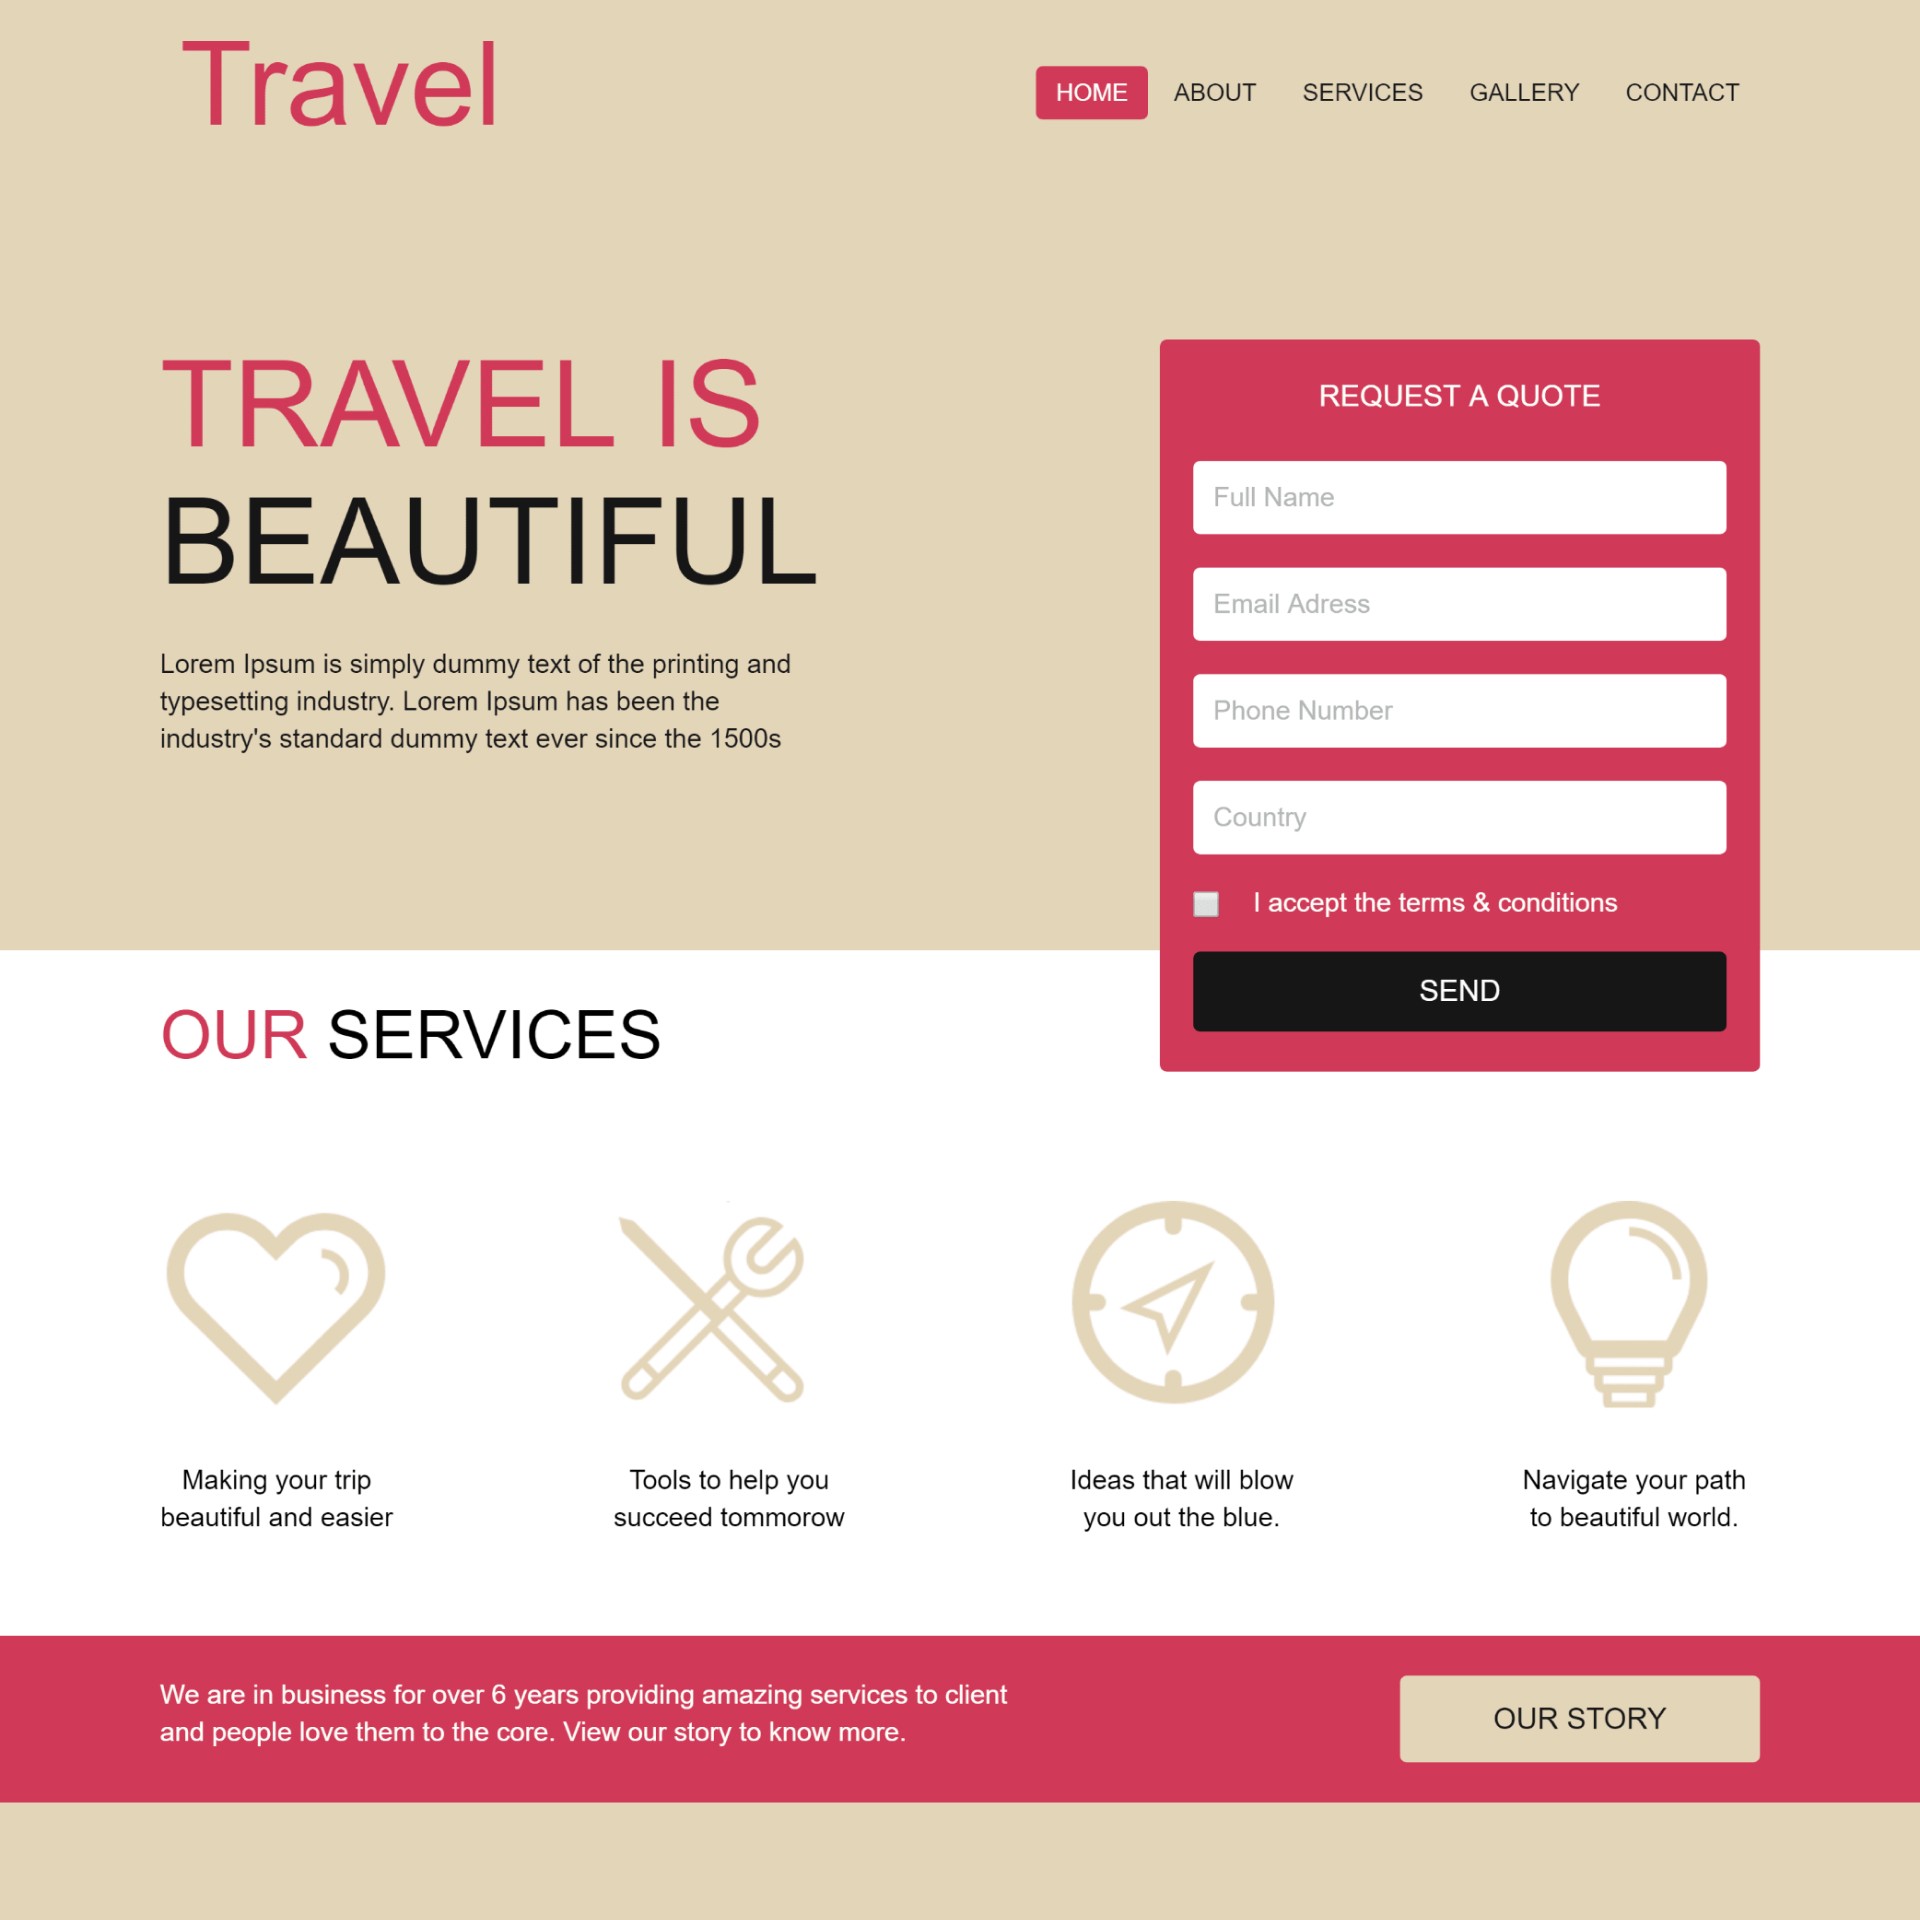 Travel
HOME ABOUT SERVICES GALLERY CONTACT
TRAVEL IS
BEAUTIFUL
Lorem Ipsum is simply dummy text of the printing and
typesetting industry. Lorem Ipsum has been the
industry's standard dummy text ever since the 1500s
REQUEST A QUOTE
Full Name
Email Adress
Phone Number
Country
I accept the terms & conditions
SEND
OUR SERVICES
Making your trip
beautiful and easier
Tools to help you
succeed tommorow
Ideas that will blow
you out the blue.
Navigate your path
to beautiful world.
We are in business for over 6 years providing amazing services to client
and people love them to the core. View our story to know more.
OUR STORY